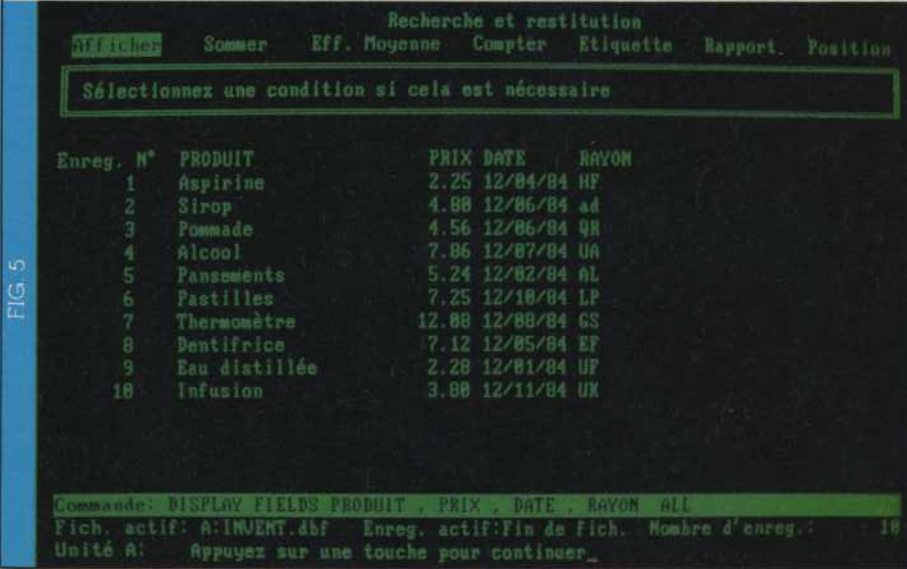 FIG. 5
Recherche et restitution
Afficher Sommer Eff. Moyenne Compter Etiquette Rapport. Position
Sélectionnez une condition si cela est nécessaire
Enreg. N° PRODUIT PRIX DATE RAYON
1 Aspirine 2.25 12/04/84 HF
2 Sirop 4.80 12/06/84 ad
3 Pommade 4.56 12/06/84 QR
4 Alcool 7.86 12/07/84 UA
5 Pansements 5.24 12/02/84 AL
6 Pastilles 7.25 12/10/84 LP
7 Thermomètre 12.08 12/08/84 GS
8 Dentifrice 7.12 12/05/84 EF
9 Eau distillée 2.28 12/01/84 UF
10 Infusion 3.80 12/11/84 UX
Commande: DISPLAY FIELDS PRODUIT , PRIX , DATE , RAYON ALL
Fich. actif: A:INVENT.dbf Enreg. actif:Fin de fich. Nombre d'enreg.: 10
Unité A: Appuyez sur une touche pour continuer_